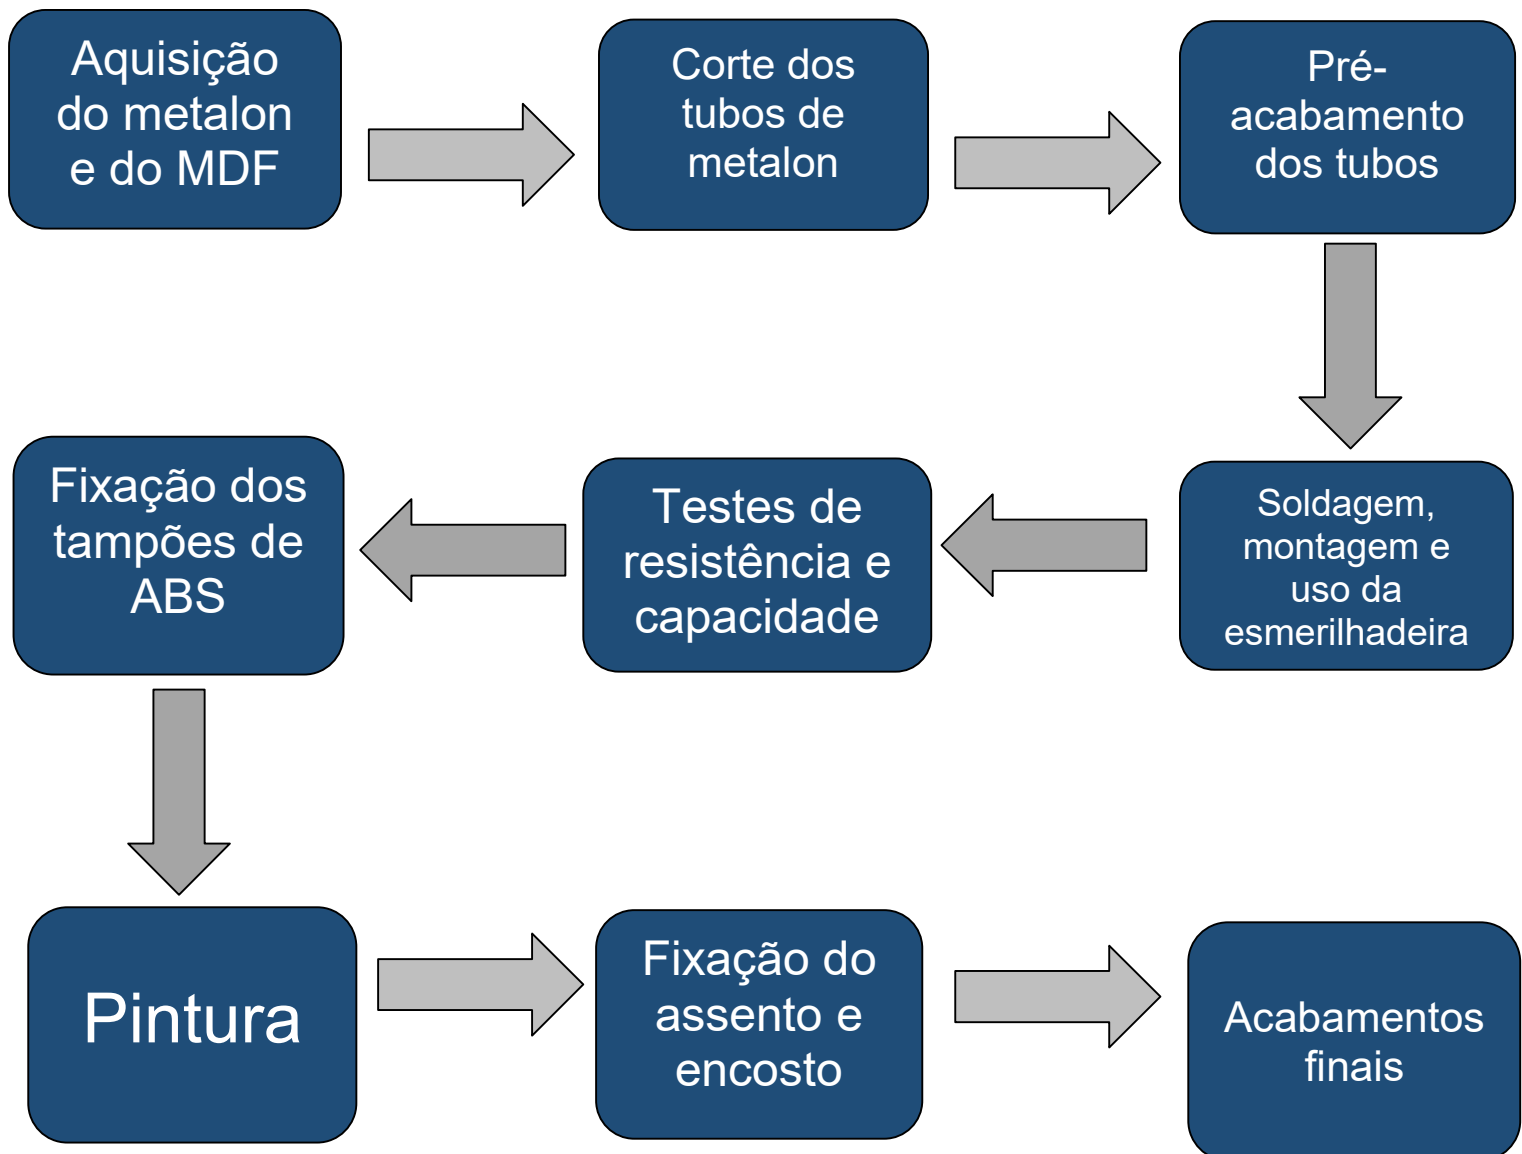 Aquisição
do metalon
e do MDF
Corte dos
tubos de
metalon
Pré-
acabamento
dos tubos
Soldagem,
montagem e
uso da
esmerilhadeira
Testes de
resistência e
capacidade
Fixação dos
tampões de
ABS
Pintura
Fixação do
assento e
encosto
Acabamentos
finais